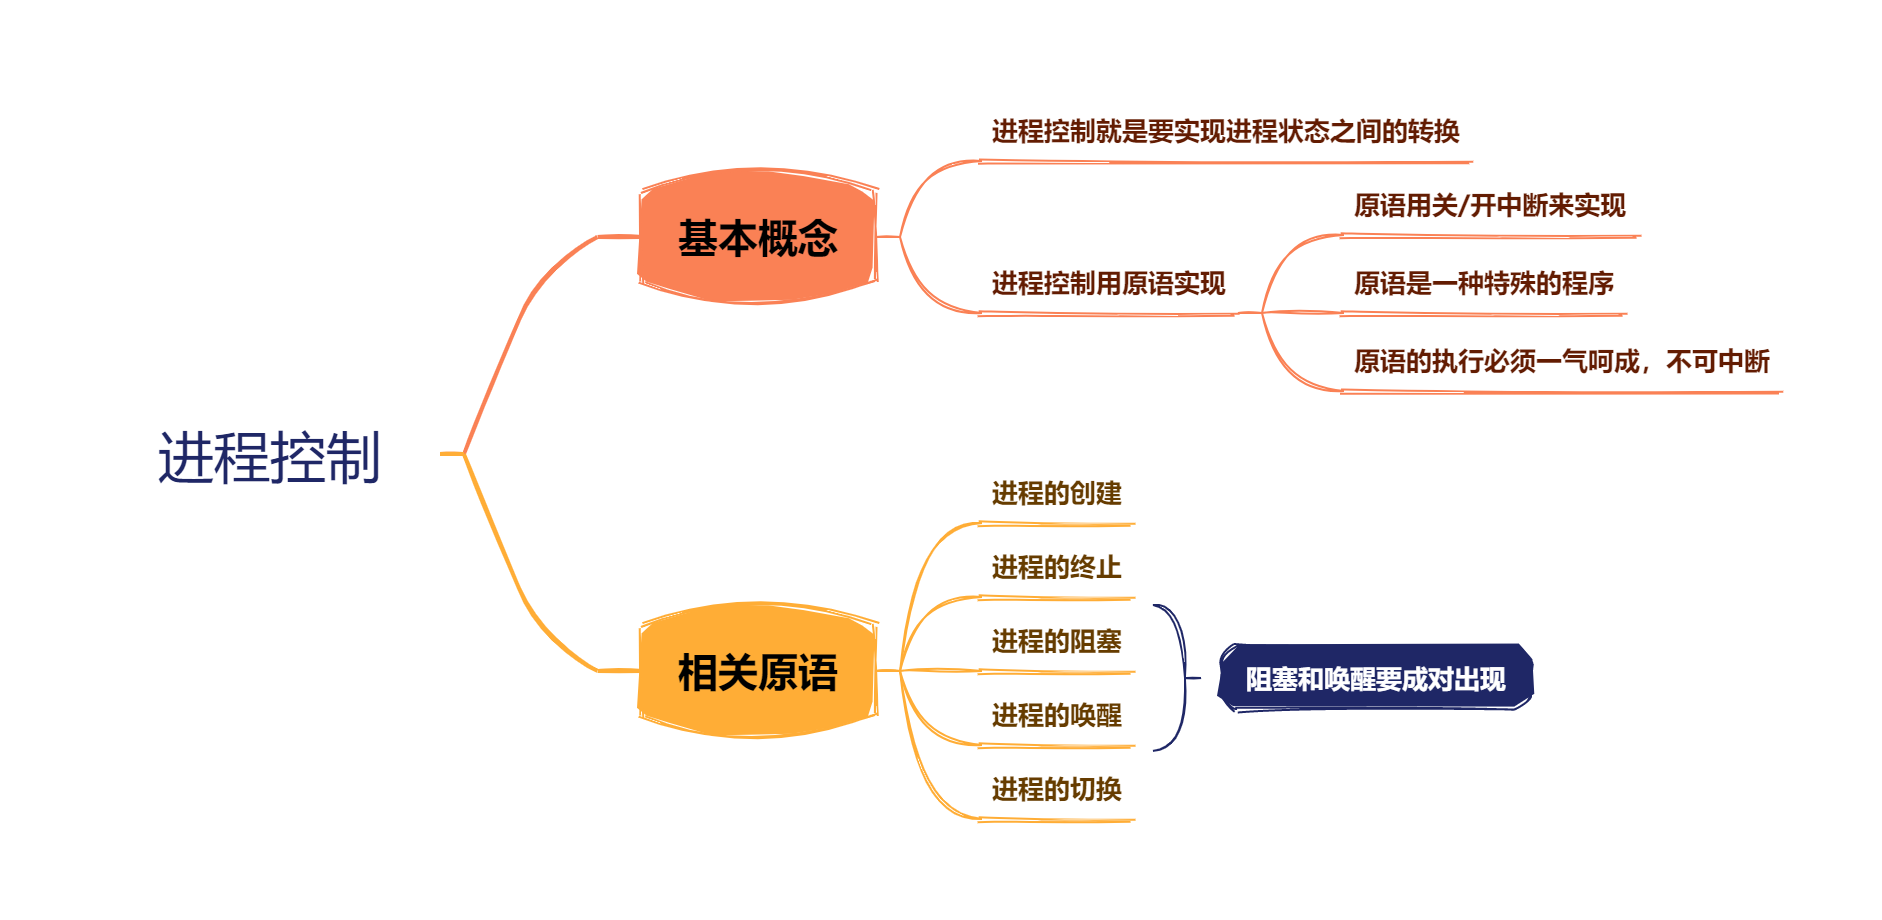 进程控制
基本概念
进程控制就是要实现进程状态之间的转换
进程控制用原语实现
原语用关/开中断来实现
原语是一种特殊的程序
原语的执行必须一气呵成，不可中断
相关原语
进程的创建
进程的终止
进程的阻塞
进程的唤醒
进程的切换
阻塞和唤醒要成对出现